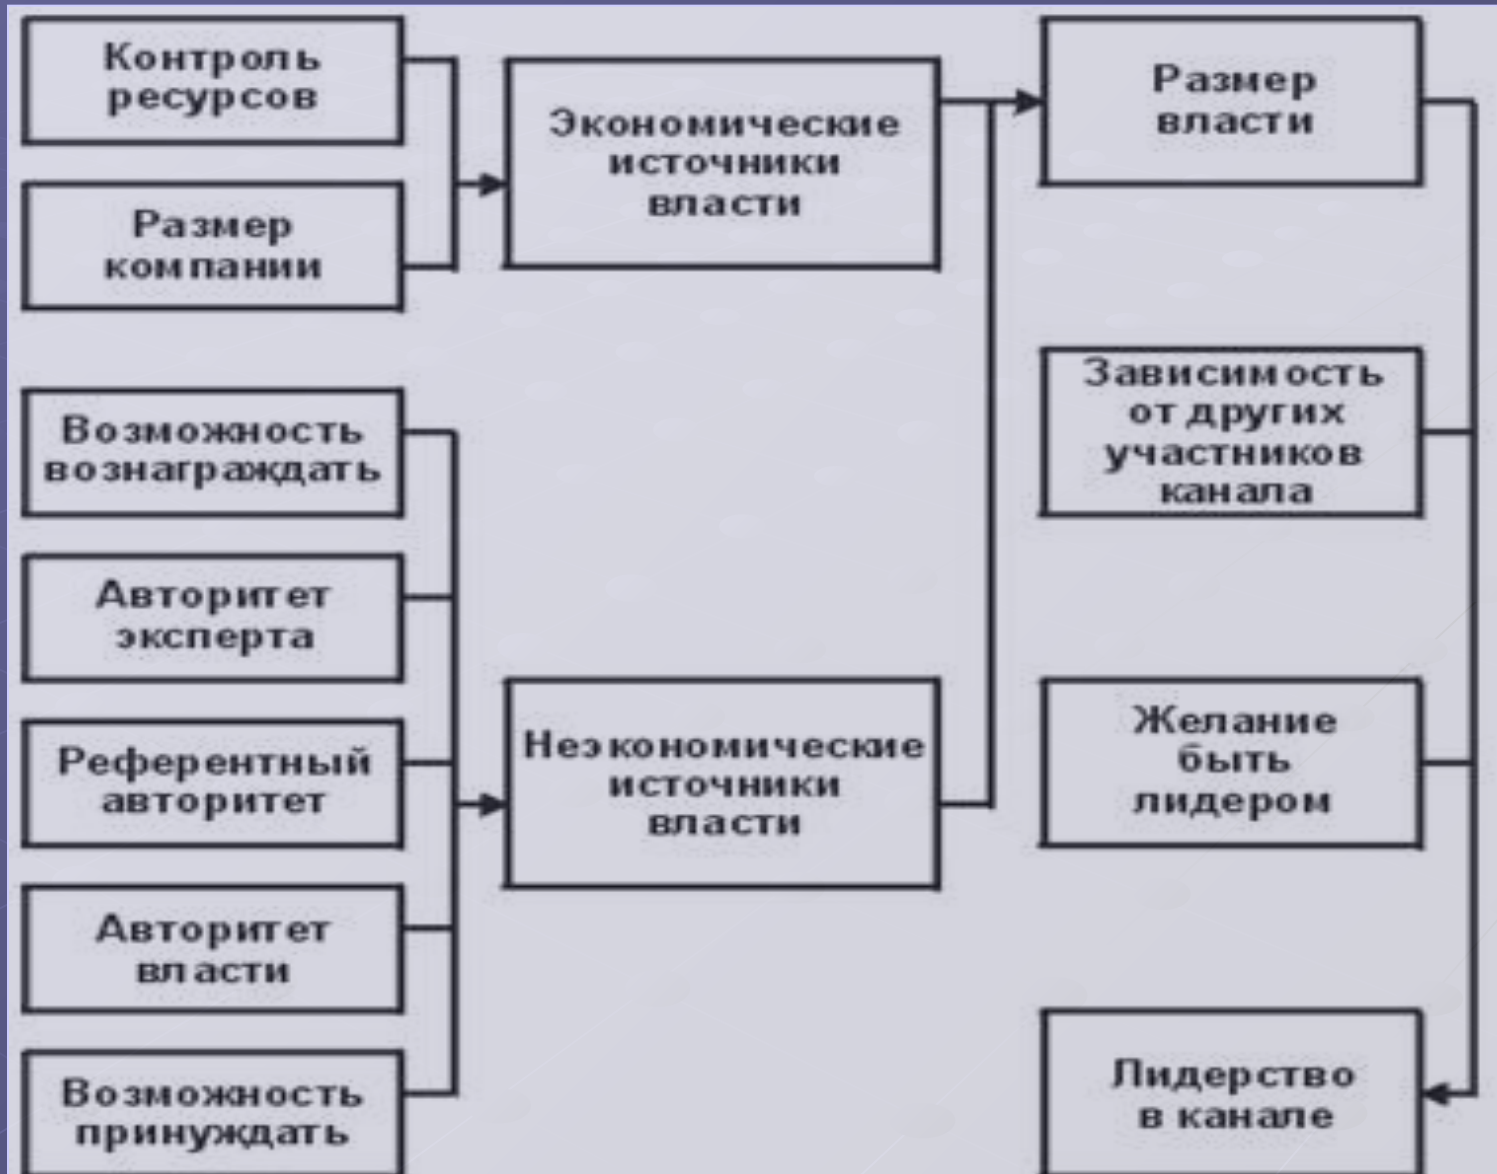 Контроль
ресурсов
Размер
компании
Возможность
вознаграждать
Авторитет
эксперта
Референтный
авторитет
Авторитет
власти
Возможность
принуждать
Экономические
источники
власти
Неэкономические
источники
власти
Размер
власти
Зависимость
от других
участников
канала
Желание
быть
лидером
Лидерство
в канале